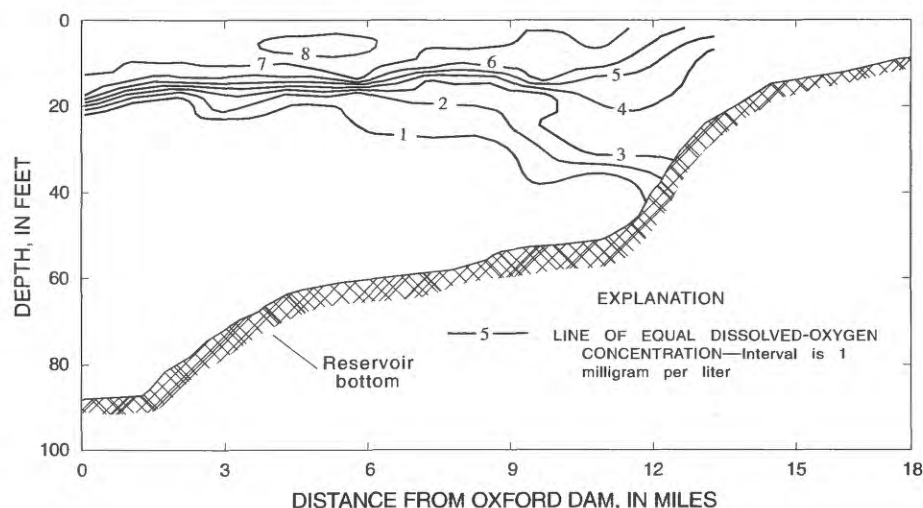 0
20
40
60
80
100
DEPTH, IN FEET
8
7
6
5
4
3
2
1
EXPLANATION
5
LINE OF EQUAL DISSOLVED-OXYGEN
CONCENTRATION—Interval is 1
milligram per liter
Reservoir
bottom
0
3
6
9
12
15
18
DISTANCE FROM OXFORD DAM, IN MILES